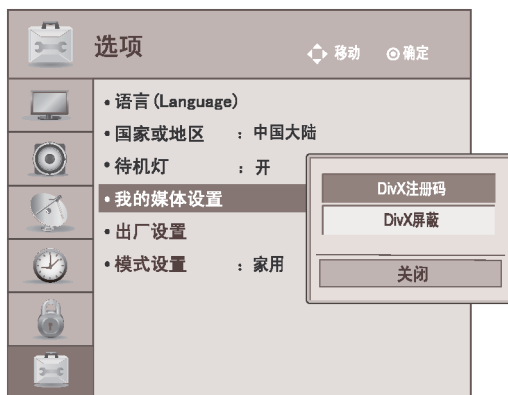 选项
移动 ⊙确定
• 语言 (Language)
• 国家或地区 : 中国大陆
• 待机灯 : 开
• 我的媒体设置
• 出厂设置
• 模式设置 : 家用
DivX注册码
DivX屏蔽
关闭